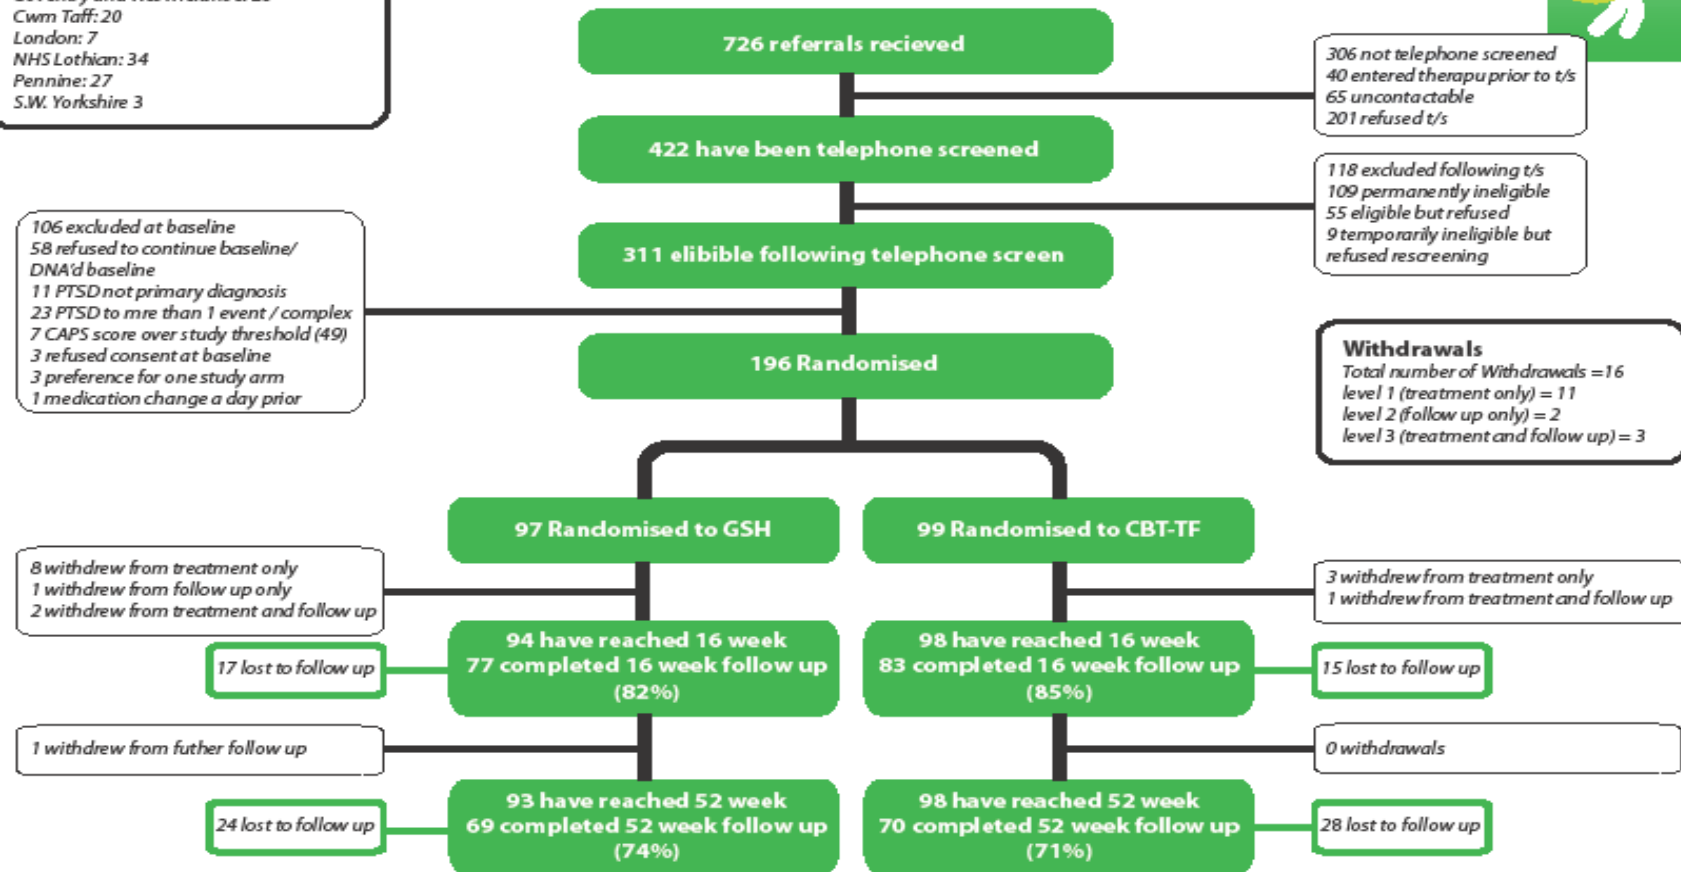 Cwm Taff: 20
London: 7
NHS Lothian: 34
Pennine: 27
S.W. Yorkshire 3
726 referrals recieved
306 not telephone screened
40 entered therapu prior to t/s
65 uncontactable
201 refused t/s
422 have been telephone screened
118 excluded following t/s
109 permanently ineligible
55 eligible but refused
9 temporarily ineligible but
refused rescreening
311 elibible following telephone screen
106 excluded at baseline
58 refused to continue baseline/
DNA'd baseline
11 PTSD not primary diagnosis
23 PTSD to mre than 1 event / complex
7 CAPS score over study threshold (49)
3 refused consent at baseline
3 preference for one study arm
1 medication change a day prior
196 Randomised
Withdrawals
Total number of Withdrawals =16
level 1 (treatment only) = 11
level 2 (follow up only) = 2
level 3 (treatment and follow up) = 3
97 Randomised to GSH
99 Randomised to CBT-TF
8 withdrew from treatment only
1 withdrew from follow up only
2 withdrew from treatment and follow up
3 withdrew from treatment only
1 withdrew from treatment and follow up
94 have reached 16 week
77 completed 16 week follow up
(82%)
98 have reached 16 week
83 completed 16 week follow up
(85%)
17 lost to follow up
15 lost to follow up
1 withdrew from futher follow up
0 withdrawals
93 have reached 52 week
69 completed 52 week follow up
(74%)
98 have reached 52 week
70 completed 52 week follow up
(71%)
24 lost to follow up
28 lost to follow up